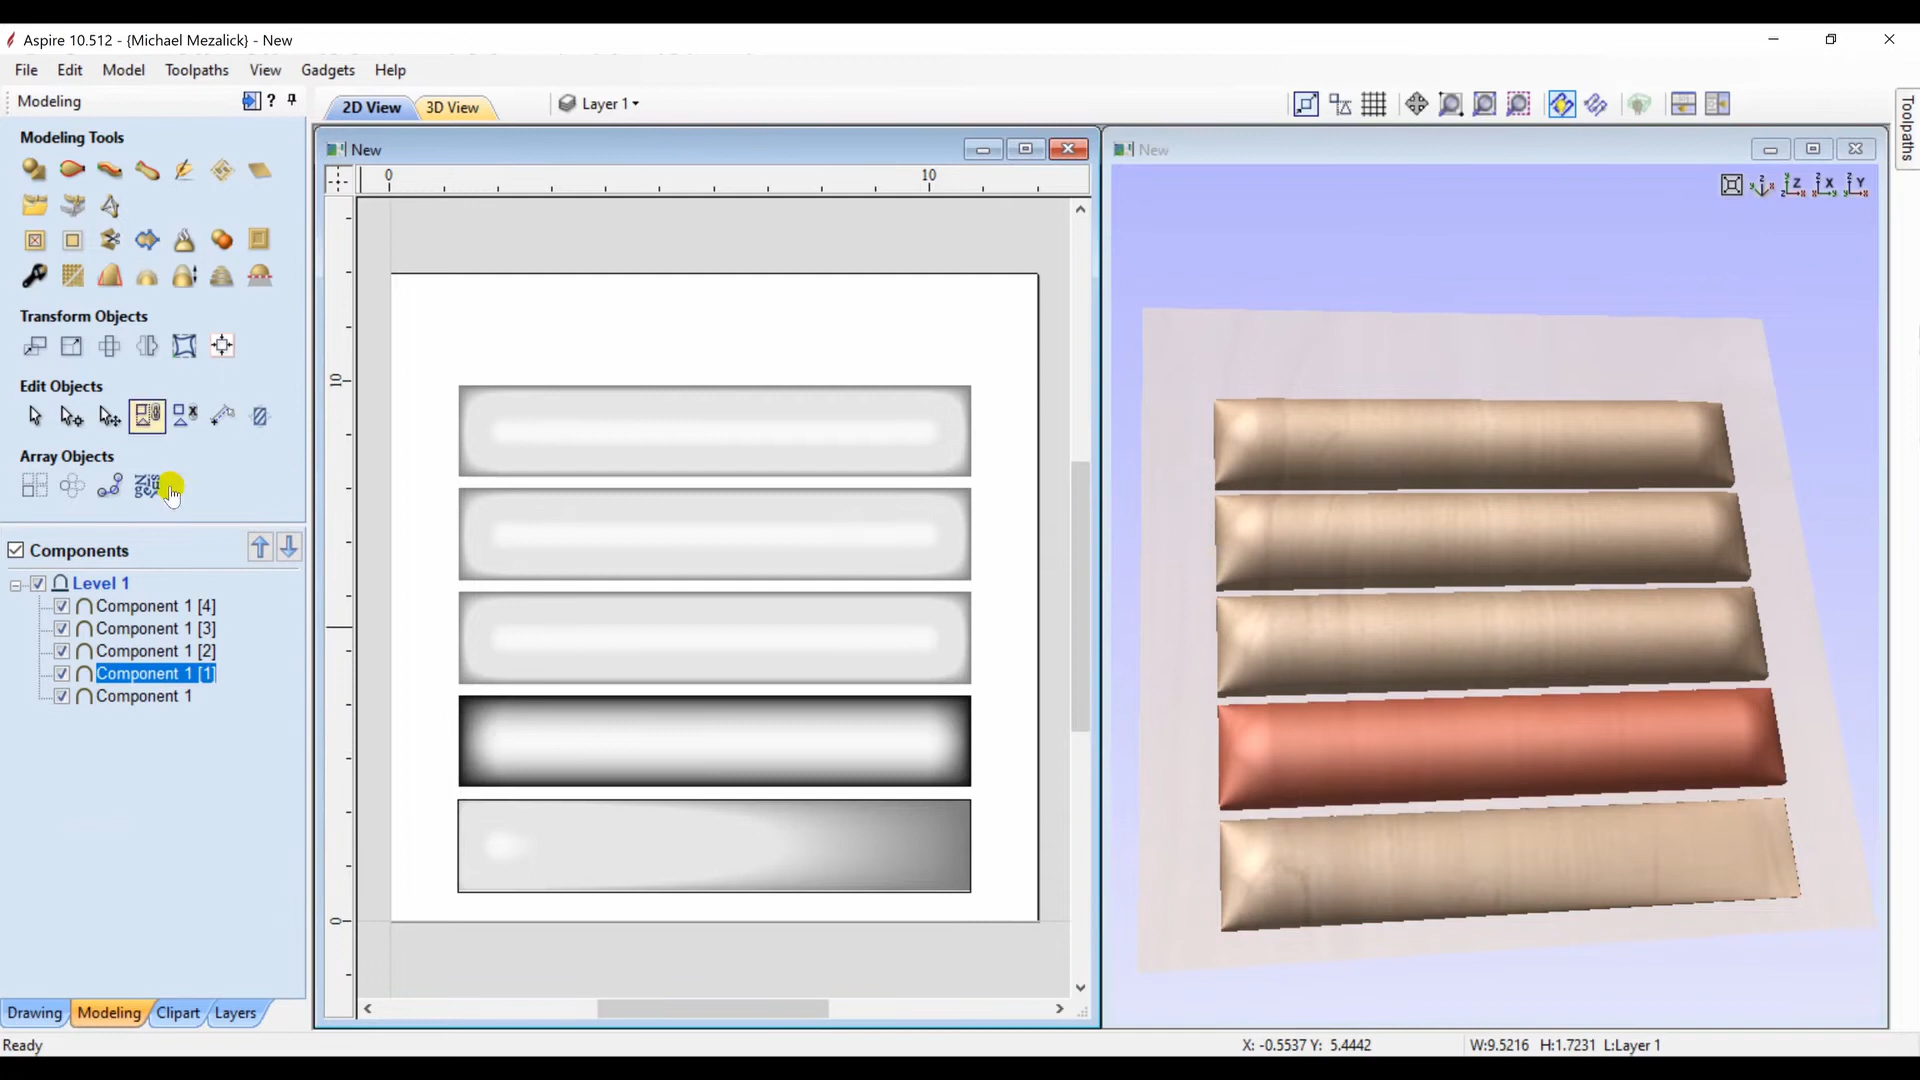 Aspire 10.512 - {Michael Mezalick} - New
File Edit Model Toolpaths View Gadgets Help
Modeling ?
2D View 3D View Layer 1
Toolpaths
Modeling Tools
New
New
0 10
Z X Y
Transform Objects
Edit Objects
10
Array Objects
Components
Level 1
Component 1 [4]
Component 1 [3]
Component 1 [2]
Component 1 [1]
Component 1
0
Drawing Modeling Clipart Layers
Ready X: -0.5537 Y: 5.4442 W:9.5216 H:1.7231 L:Layer 1